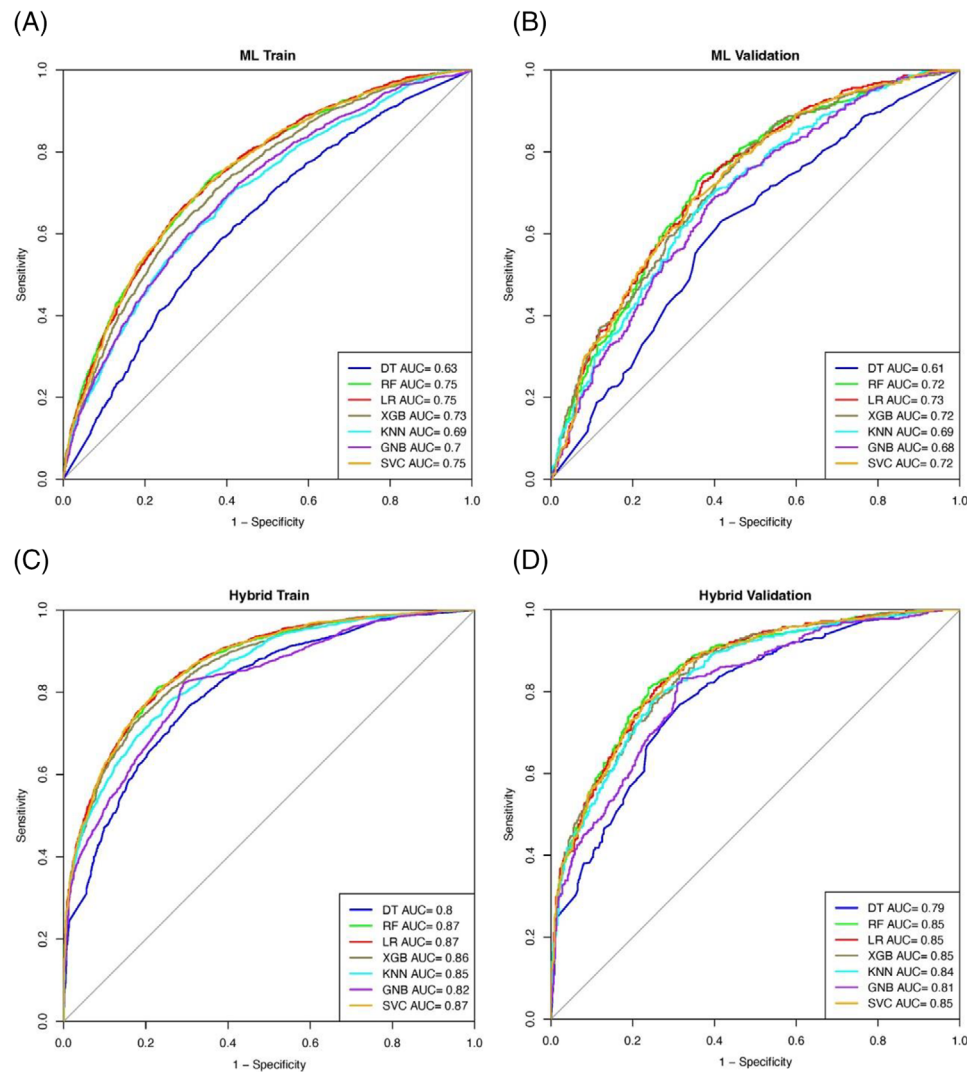 (A)
ML Train
Sensitivity
1.0
0.8
0.6
0.4
0.2
0.0
DT AUC= 0.63
RF AUC= 0.75
LR AUC= 0.75
XGB AUC= 0.73
KNN AUC= 0.69
GNB AUC= 0.7
SVC AUC= 0.75
0.0 0.2 0.4 0.6 0.8 1.0
1 − Specificity
(B)
ML Validation
Sensitivity
1.0
0.8
0.6
0.4
0.2
0.0
DT AUC= 0.61
RF AUC= 0.72
LR AUC= 0.73
XGB AUC= 0.72
KNN AUC= 0.69
GNB AUC= 0.68
SVC AUC= 0.72
0.0 0.2 0.4 0.6 0.8 1.0
1 − Specificity
(C)
Hybrid Train
Sensitivity
1.0
0.8
0.6
0.4
0.2
0.0
DT AUC= 0.8
RF AUC= 0.87
LR AUC= 0.87
XGB AUC= 0.86
KNN AUC= 0.85
GNB AUC= 0.82
SVC AUC= 0.87
0.0 0.2 0.4 0.6 0.8 1.0
1 − Specificity
(D)
Hybrid Validation
Sensitivity
1.0
0.8
0.6
0.4
0.2
0.0
DT AUC= 0.79
RF AUC= 0.85
LR AUC= 0.85
XGB AUC= 0.85
KNN AUC= 0.84
GNB AUC= 0.81
SVC AUC= 0.85
0.0 0.2 0.4 0.6 0.8 1.0
1 − Specificity